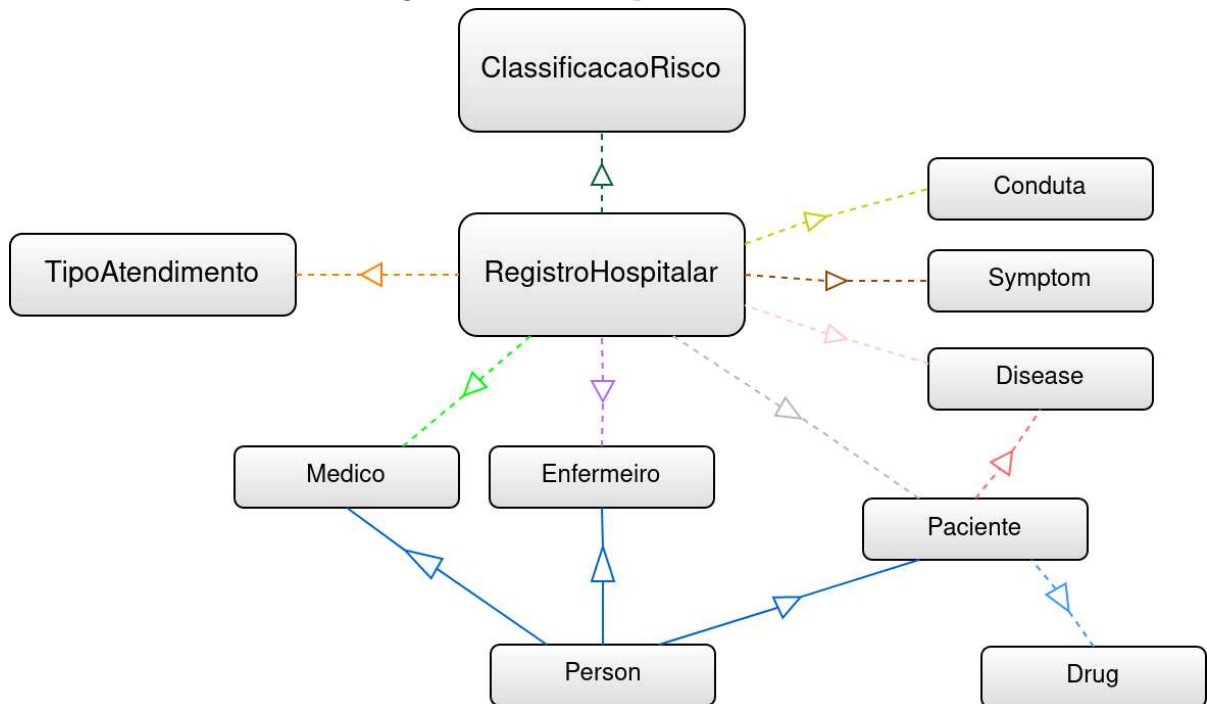 ClassificacaoRisco
Conduta
TipoAtendimento
RegistroHospitalar
Symptom
Disease
Medico
Enfermeiro
Paciente
Person
Drug